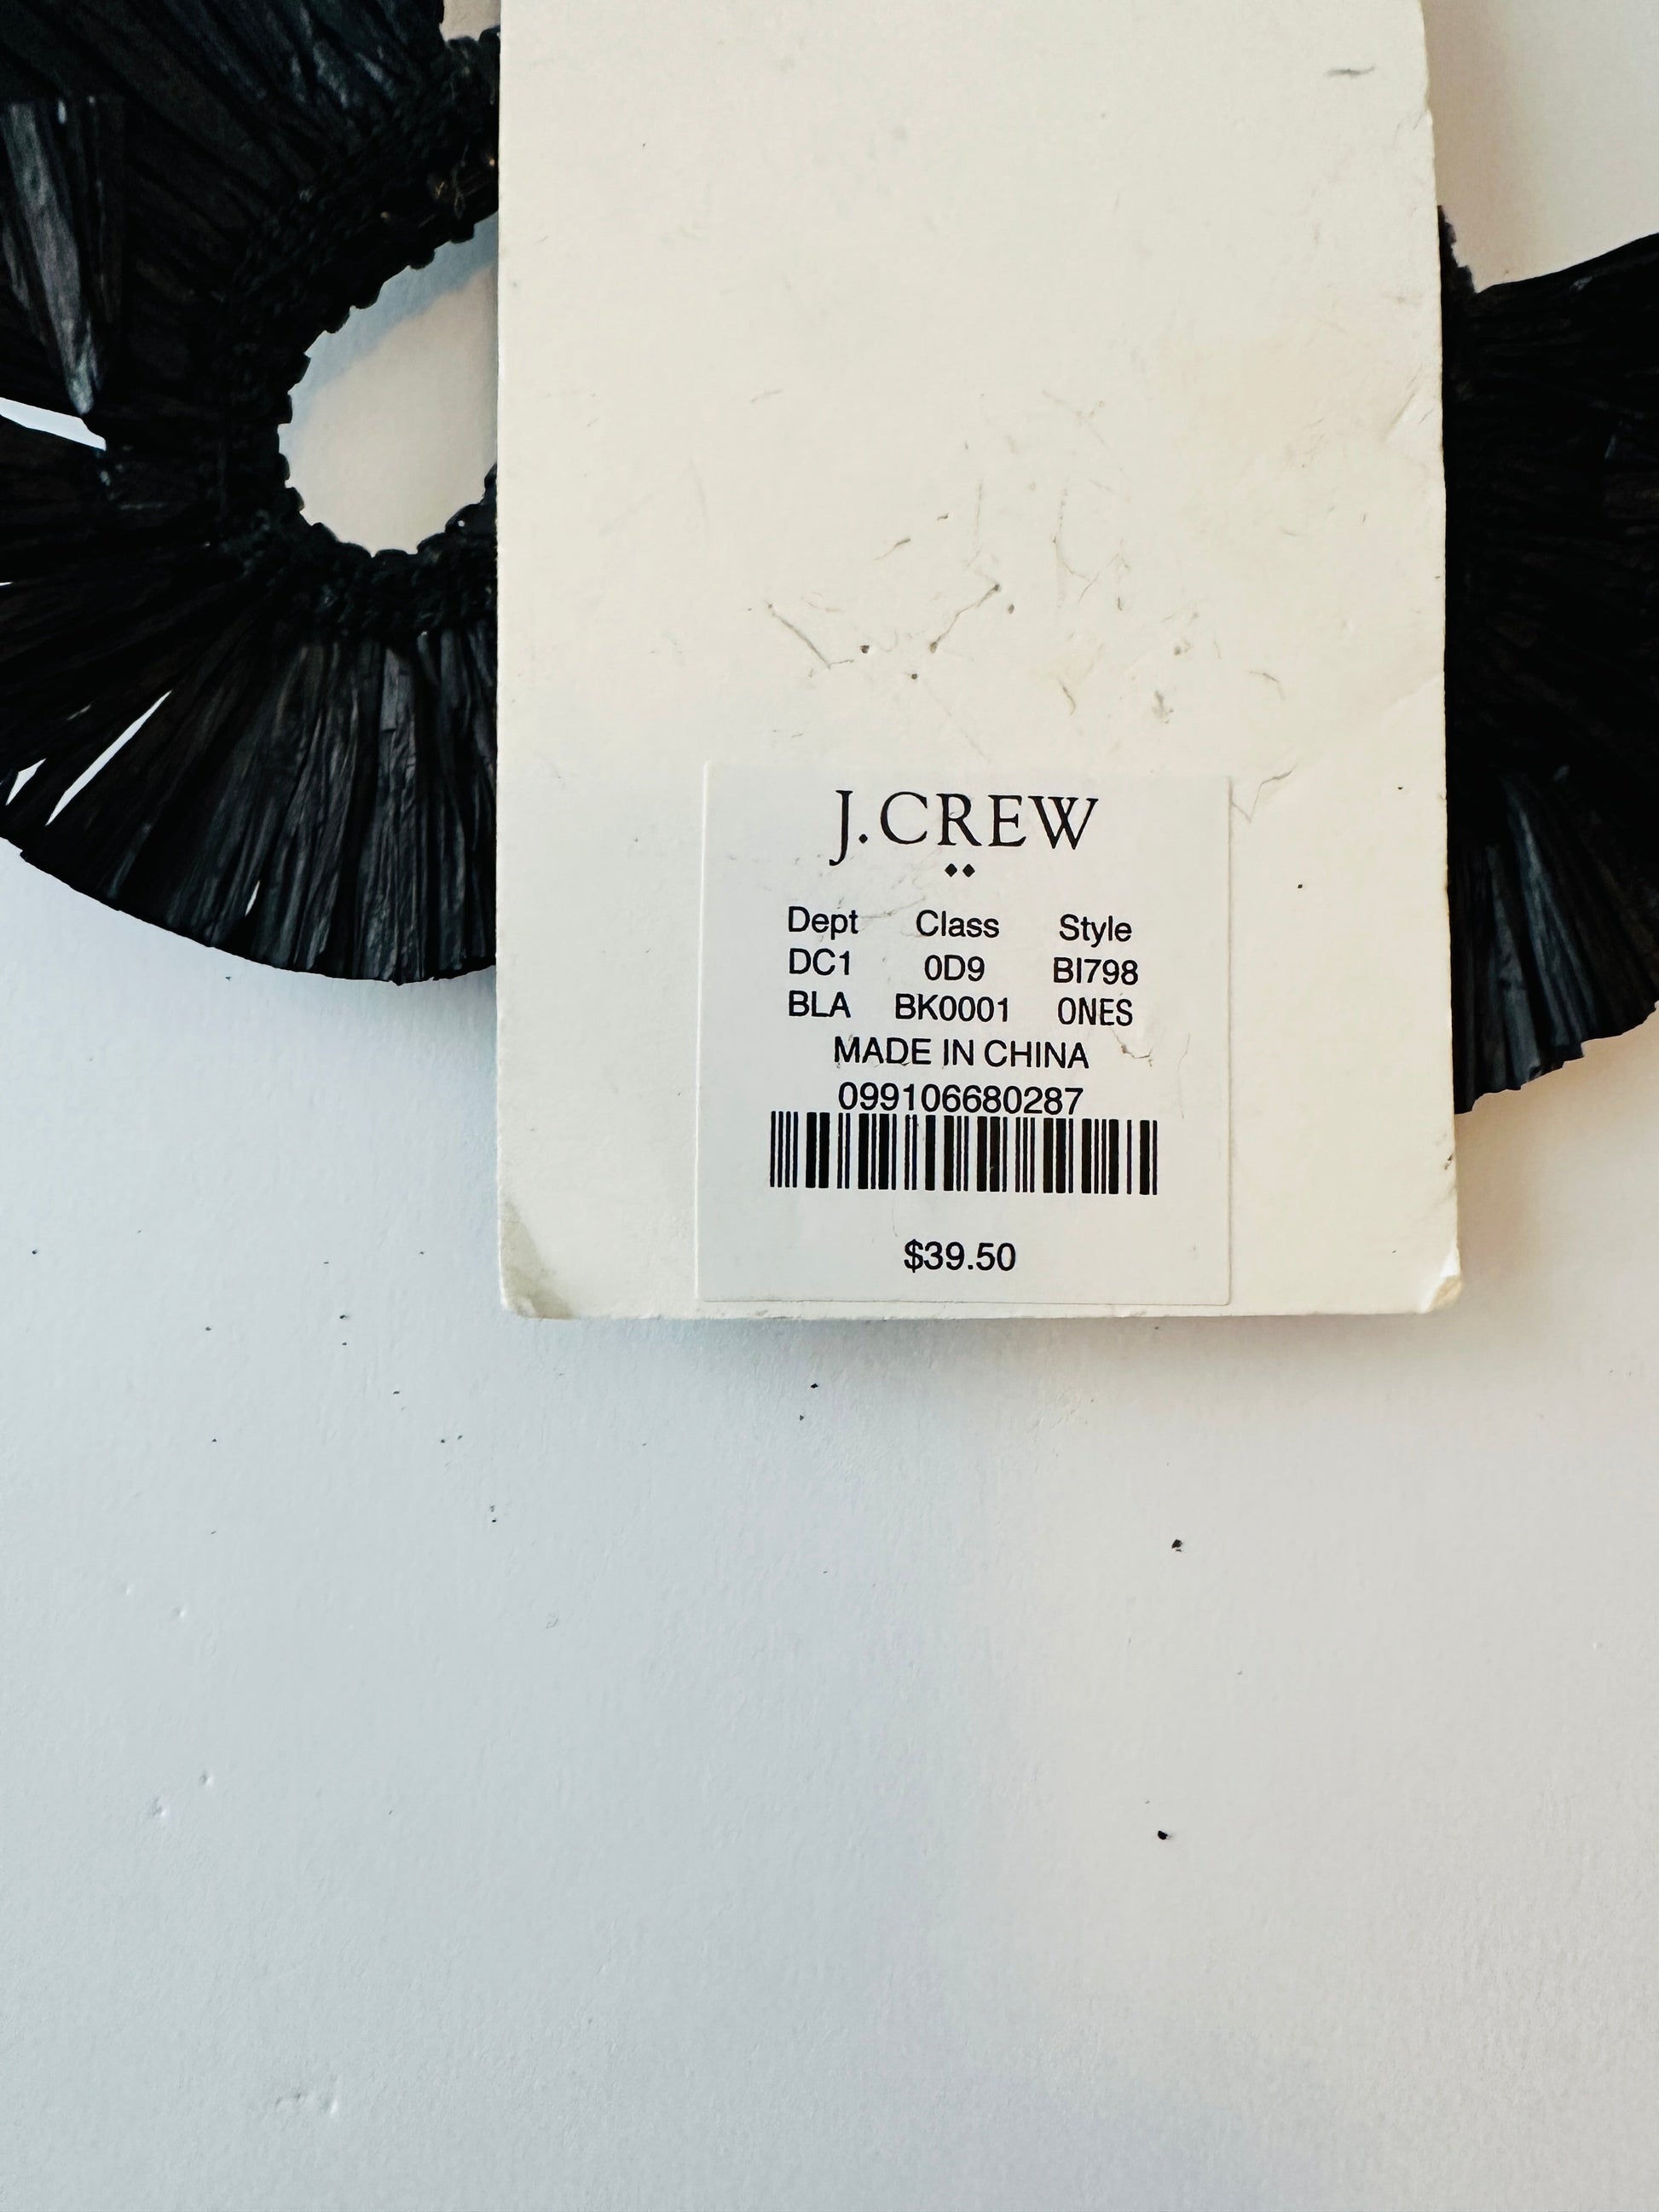 J.CREW
Dept Class Style
DC1 0D9 BI798
BLA BK0001 ONES
MADE IN CHINA
099106680287
$39.50